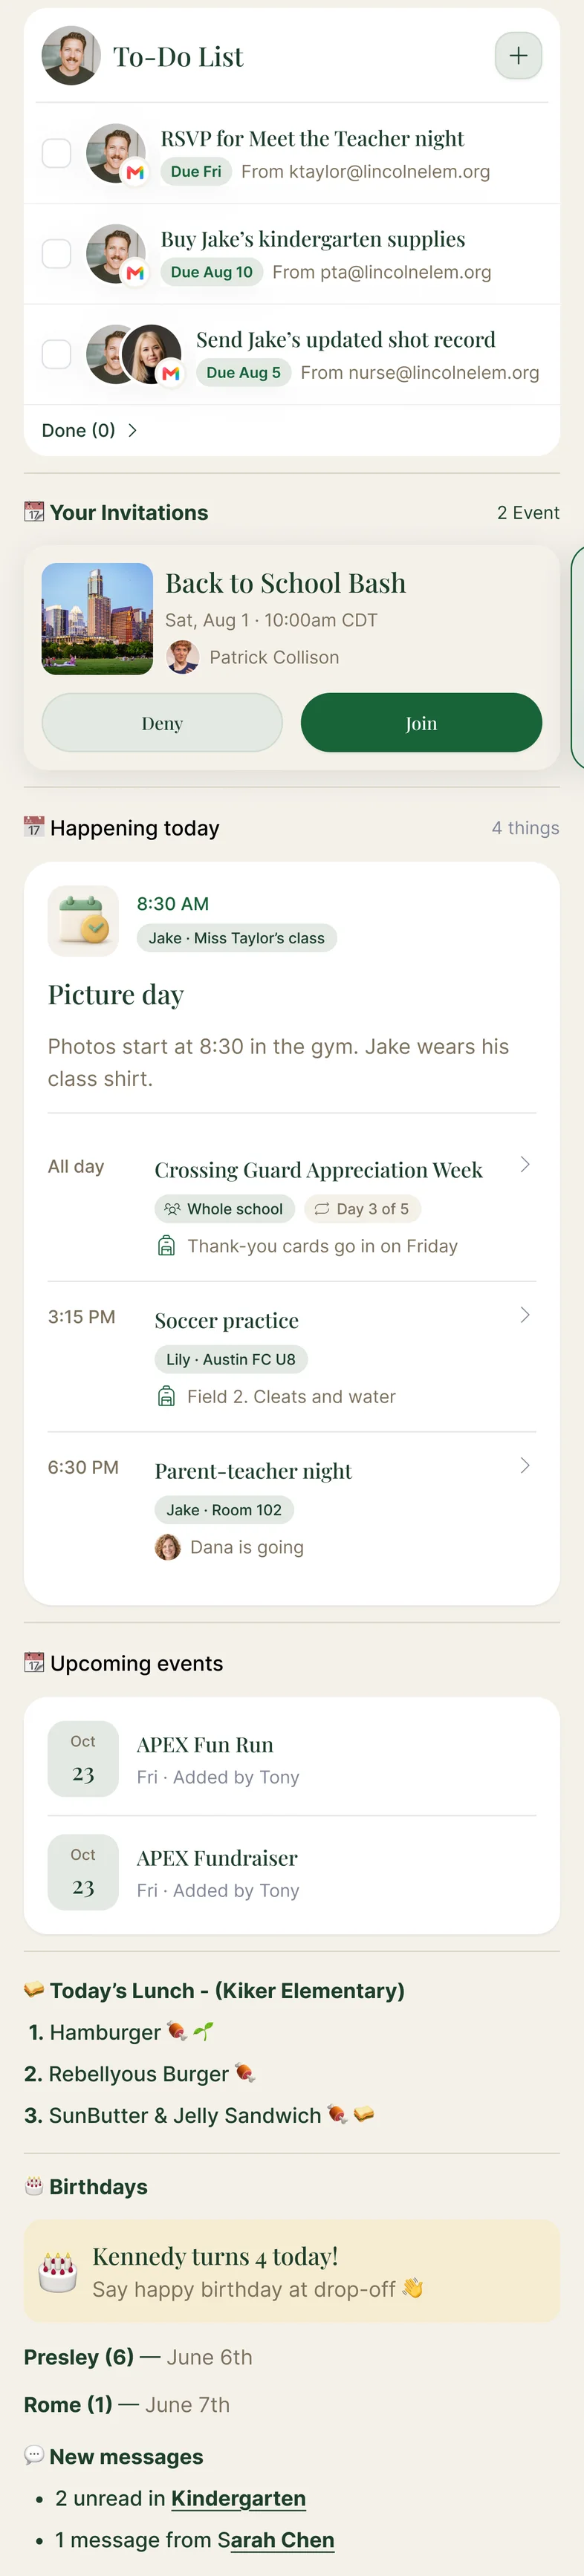 To-Do List
RSVP for Meet the Teacher night
Due Fri From ktaylor@lincolnelem.org
Buy Jake’s kindergarten supplies
Due Aug 10 From pta@lincolnelem.org
Send Jake’s updated shot record
Due Aug 5 From nurse@lincolnelem.org
Done (0)
Your Invitations 2 Event
Back to School Bash
Sat, Aug 1 · 10:00am CDT
Patrick Collison
Deny Join
Happening today 4 things
8:30 AM
Jake · Miss Taylor’s class
Picture day
Photos start at 8:30 in the gym. Jake wears his
class shirt.
All day Crossing Guard Appreciation Week
Whole school Day 3 of 5
Thank-you cards go in on Friday
3:15 PM Soccer practice
Lily · Austin FC U8
Field 2. Cleats and water
6:30 PM Parent-teacher night
Jake · Room 102
Dana is going
Upcoming events
Oct
23
APEX Fun Run
Fri · Added by Tony
Oct
23
APEX Fundraiser
Fri · Added by Tony
Today’s Lunch - (Kiker Elementary)
1. Hamburger 🍖 🌱
2. Rebellyous Burger 🍖
3. SunButter & Jelly Sandwich 🍖 🥪
Birthdays
Kennedy turns 4 today!
Say happy birthday at drop-off 👋
Presley (6) — June 6th
Rome (1) — June 7th
New messages
• 2 unread in Kindergarten
• 1 message from Sarah Chen